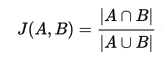 J(A, B) = |A ∩ B| / |A ∪ B|